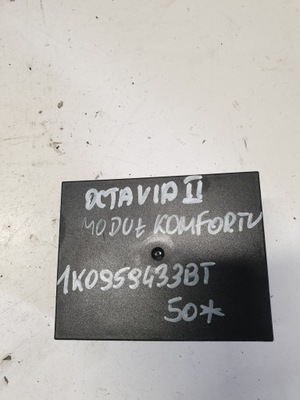 OCTAVIA II
MODUŁ KOMFORTU
1K0959433BT
50*